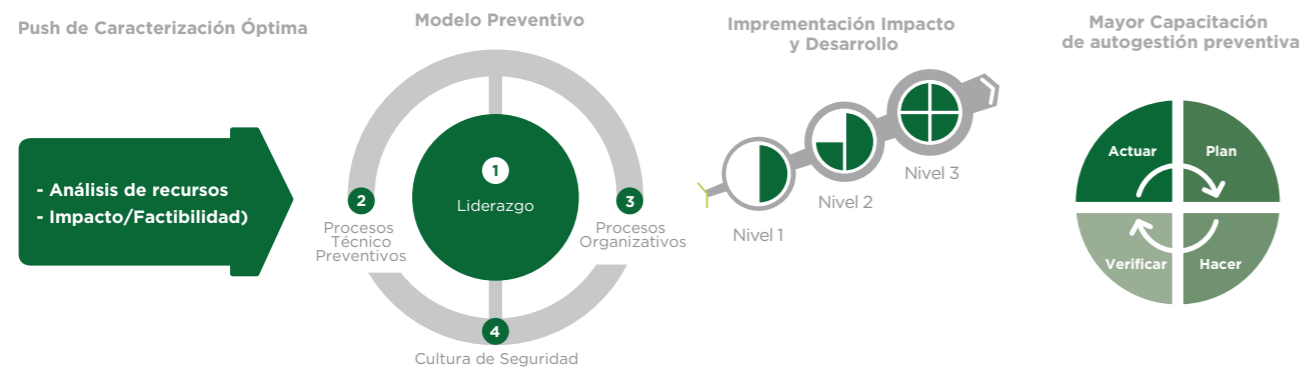 Push de Caracterización Óptima
- Análisis de recursos
- Impacto/Factibilidad)
Modelo Preventivo
1
Liderazgo
2
Procesos
Técnico
Preventivos
3
Procesos
Organizativos
4
Cultura de Seguridad
Imprementación Impacto
y Desarrollo
Nivel 1
Nivel 2
Nivel 3
Mayor Capacitación
de autogestión preventiva
Actuar
Plan
Verificar
Hacer